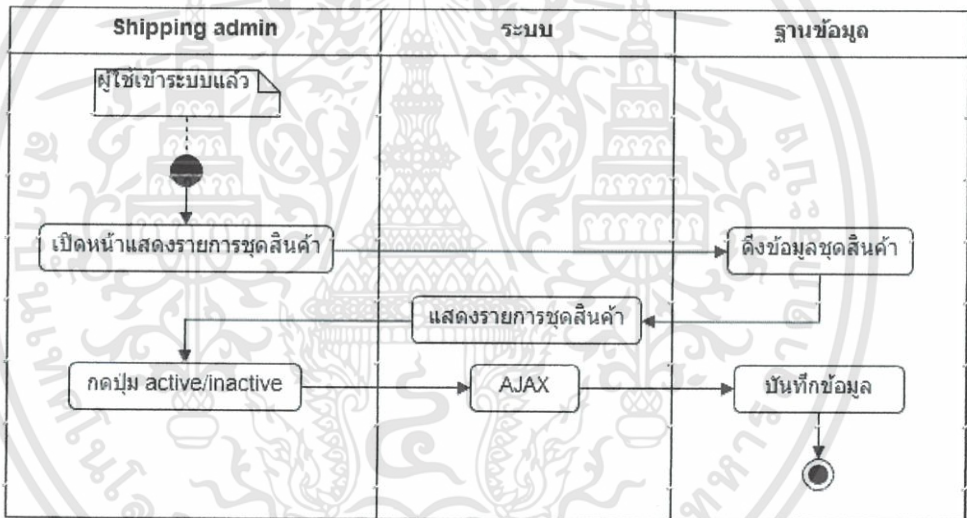 Shipping admin
ระบบ
ฐานข้อมูล
ผู้ใช้เข้าระบบแล้ว
เปิดหน้าแสดงรายการชุดสินค้า
ดึงข้อมูลชุดสินค้า
แสดงรายการชุดสินค้า
กดปุ่ม active/inactive
AJAX
บันทึกข้อมูล